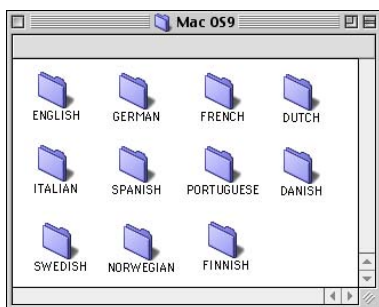 Mac OS9
ENGLISH GERMAN FRENCH DUTCH
ITALIAN SPANISH PORTUGUESE DANISH
SWEDISH NORWEGIAN FINNISH